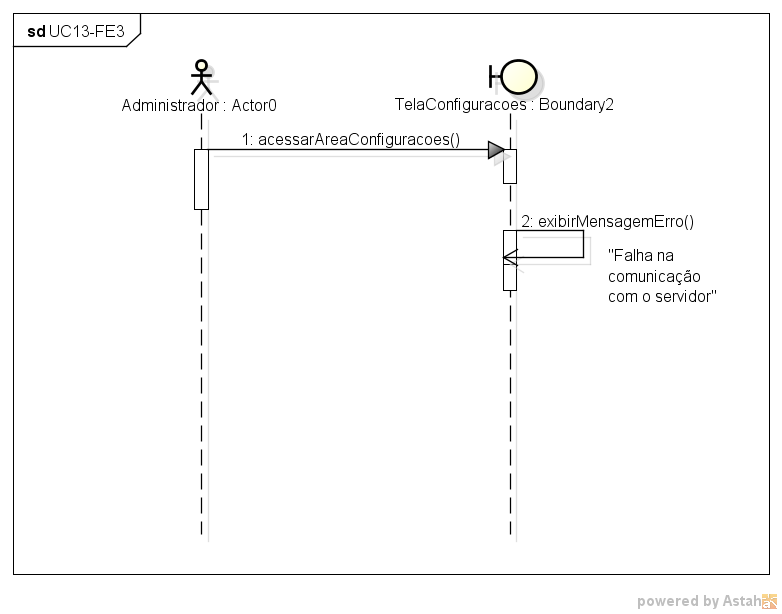 sd UC13-FE3
Administrador : Actor0
TelaConfiguracoes : Boundary2
1: acessarAreaConfiguracoes()
2: exibirMensagemErro()
"Falha na
comunicação
com o servidor"
powered by Astah